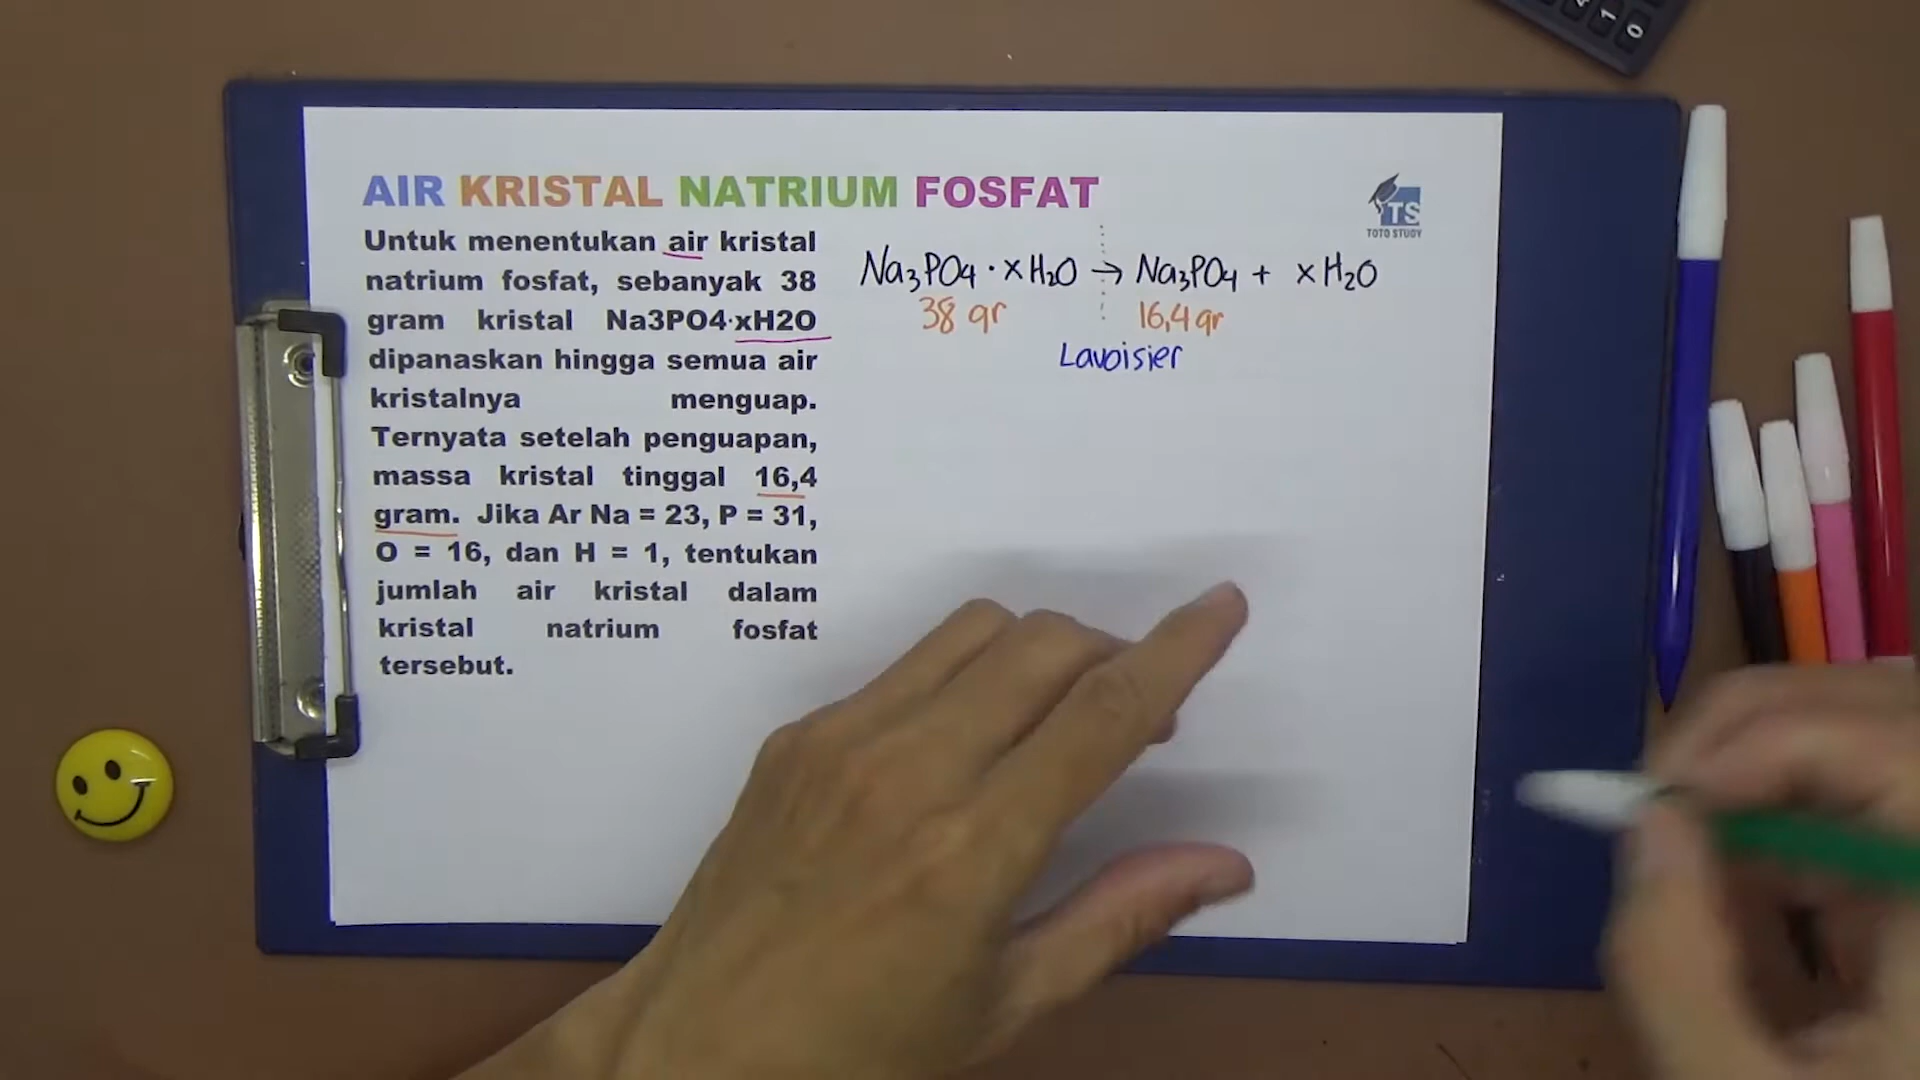 AIR KRISTAL NATRIUM FOSFAT
Untuk menentukan air kristal
natrium fosfat, sebanyak 38
gram kristal Na3PO4·xH2O
dipanaskan hingga semua air
kristalnya menguap.
Ternyata setelah penguapan,
massa kristal tinggal 16,4
gram. Jika Ar Na = 23, P = 31,
O = 16, dan H = 1, tentukan
jumlah air kristal dalam
kristal natrium fosfat
tersebut.
TS
TOTO STUDY
Na₃PO₄ · xH₂O → Na₃PO₄ + xH₂O
38 gr 16,4 gr
Lavoisier
4 1 0